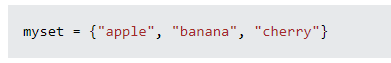 myset = {"apple", "banana", "cherry"}